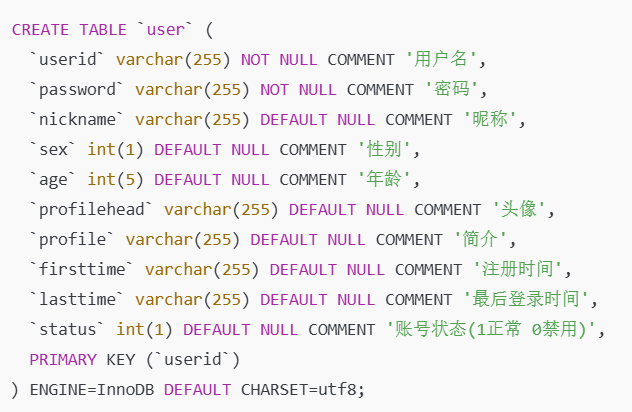 CREATE TABLE `user` (
  `userid` varchar(255) NOT NULL COMMENT '用户名',
  `password` varchar(255) NOT NULL COMMENT '密码',
  `nickname` varchar(255) DEFAULT NULL COMMENT '昵称',
  `sex` int(1) DEFAULT NULL COMMENT '性别',
  `age` int(5) DEFAULT NULL COMMENT '年龄',
  `profilehead` varchar(255) DEFAULT NULL COMMENT '头像',
  `profile` varchar(255) DEFAULT NULL COMMENT '简介',
  `firsttime` varchar(255) DEFAULT NULL COMMENT '注册时间',
  `lasttime` varchar(255) DEFAULT NULL COMMENT '最后登录时间',
  `status` int(1) DEFAULT NULL COMMENT '账号状态(1正常 0禁用)',
  PRIMARY KEY (`userid`)
) ENGINE=InnoDB DEFAULT CHARSET=utf8;